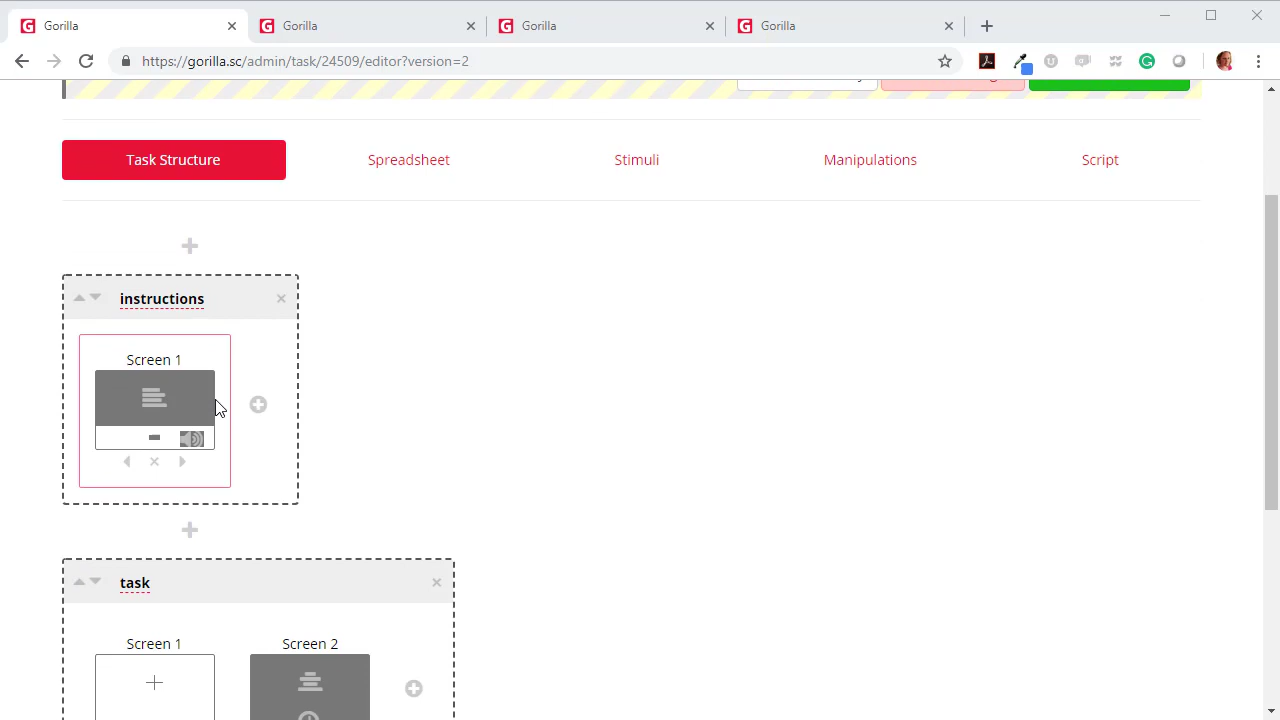 Gorilla
Gorilla
Gorilla
Gorilla
https://gorilla.sc/admin/task/24509/editor?version=2
Task Structure
Spreadsheet
Stimuli
Manipulations
Script
instructions
Screen 1
task
Screen 1
Screen 2